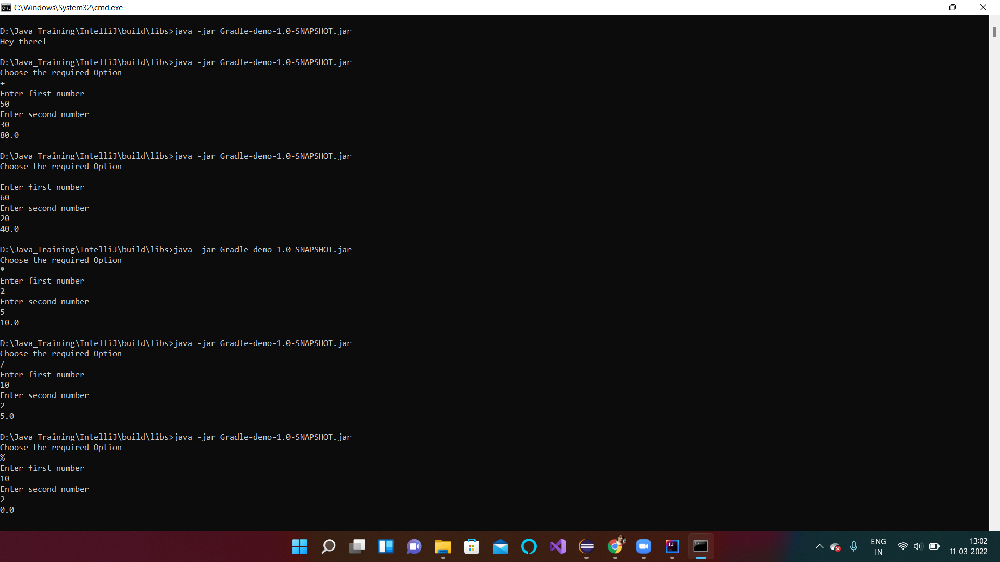 C:\Windows\System32\cmd.exe
D:\Java_Training\IntelliJ\build\libs>java -jar Gradle-demo-1.0-SNAPSHOT.jar
Hey there!
D:\Java_Training\IntelliJ\build\libs>java -jar Gradle-demo-1.0-SNAPSHOT.jar
Choose the required Option
+
Enter first number
50
Enter second number
30
80.0
D:\Java_Training\IntelliJ\build\libs>java -jar Gradle-demo-1.0-SNAPSHOT.jar
Choose the required Option
-
Enter first number
60
Enter second number
20
40.0
D:\Java_Training\IntelliJ\build\libs>java -jar Gradle-demo-1.0-SNAPSHOT.jar
Choose the required Option
*
Enter first number
2
Enter second number
5
10.0
D:\Java_Training\IntelliJ\build\libs>java -jar Gradle-demo-1.0-SNAPSHOT.jar
Choose the required Option
/
Enter first number
10
Enter second number
2
5.0
D:\Java_Training\IntelliJ\build\libs>java -jar Gradle-demo-1.0-SNAPSHOT.jar
Choose the required Option
%
Enter first number
10
Enter second number
2
0.0
IJ
ENG
IN
13:02
11-03-2022